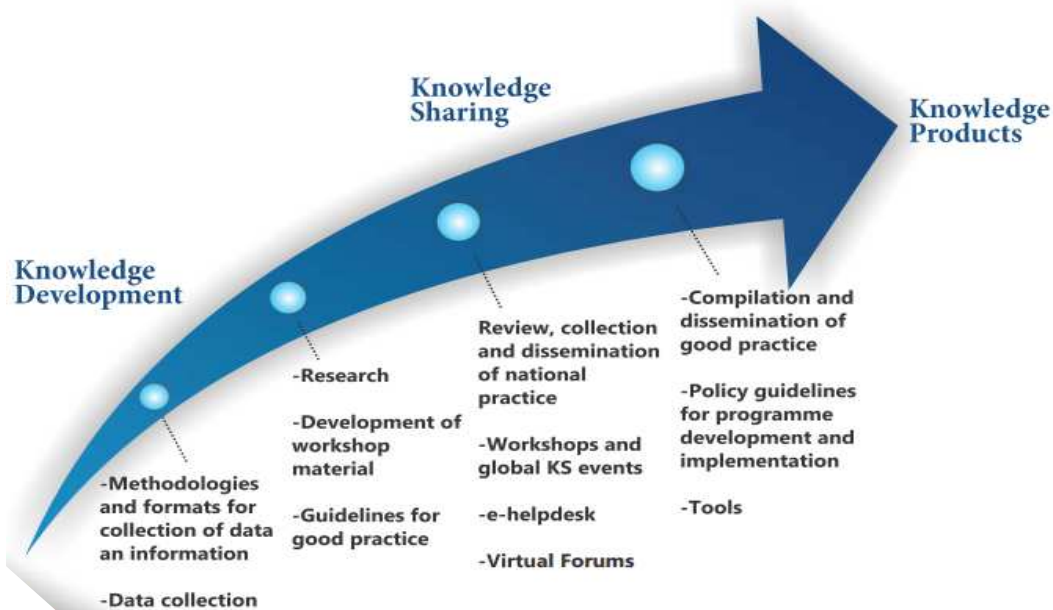 Knowledge
Development
Knowledge
Sharing
Knowledge
Products
-Methodologies
and formats for
collection of data
an information
-Data collection
-Research
-Development of
workshop
material
-Guidelines for
good practice
Review, collection
and dissemination
of national
practice
-Workshops and
global KS events
-e-helpdesk
-Virtual Forums
-Compilation and
dissemination of
good practice
-Policy guidelines
for programme
development and
implementation
-Tools